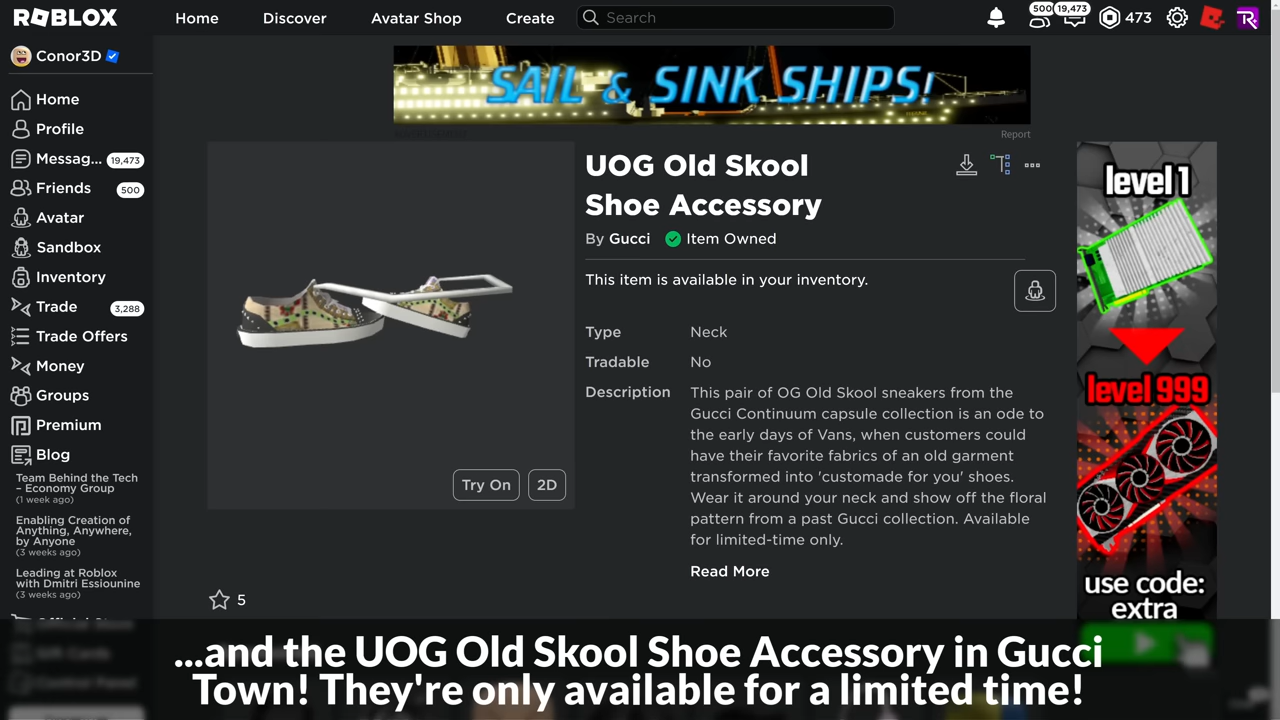 ROBLOX
Home
Discover
Avatar Shop
Create
Search
500
19,473
473
Conor3D
Home
Profile
Messag... 19,473
Friends 500
Avatar
Sandbox
Inventory
Trade 3,288
Trade Offers
Money
Groups
Premium
Blog
Team Behind the Tech
– Economy Group
(1 week ago)
Enabling Creation of
Anything, Anywhere,
by Anyone
(3 weeks ago)
Leading at Roblox
with Dmitri Essiounine
(3 weeks ago)
SAIL & SINK SHIPS!
Report
UOG Old Skool
Shoe Accessory
By Gucci Item Owned
This item is available in your inventory.
Type Neck
Tradable No
Description This pair of OG Old Skool sneakers from the
Gucci Continuum capsule collection is an ode to
the early days of Vans, when customers could
have their favorite fabrics of an old garment
transformed into 'customade for you' shoes.
Wear it around your neck and show off the floral
pattern from a past Gucci collection. Available
for limited-time only.
Read More
Try On
2D
5
level 1
level 999
use code:
extra
...and the UOG Old Skool Shoe Accessory in Gucci
Town! They're only available for a limited time!